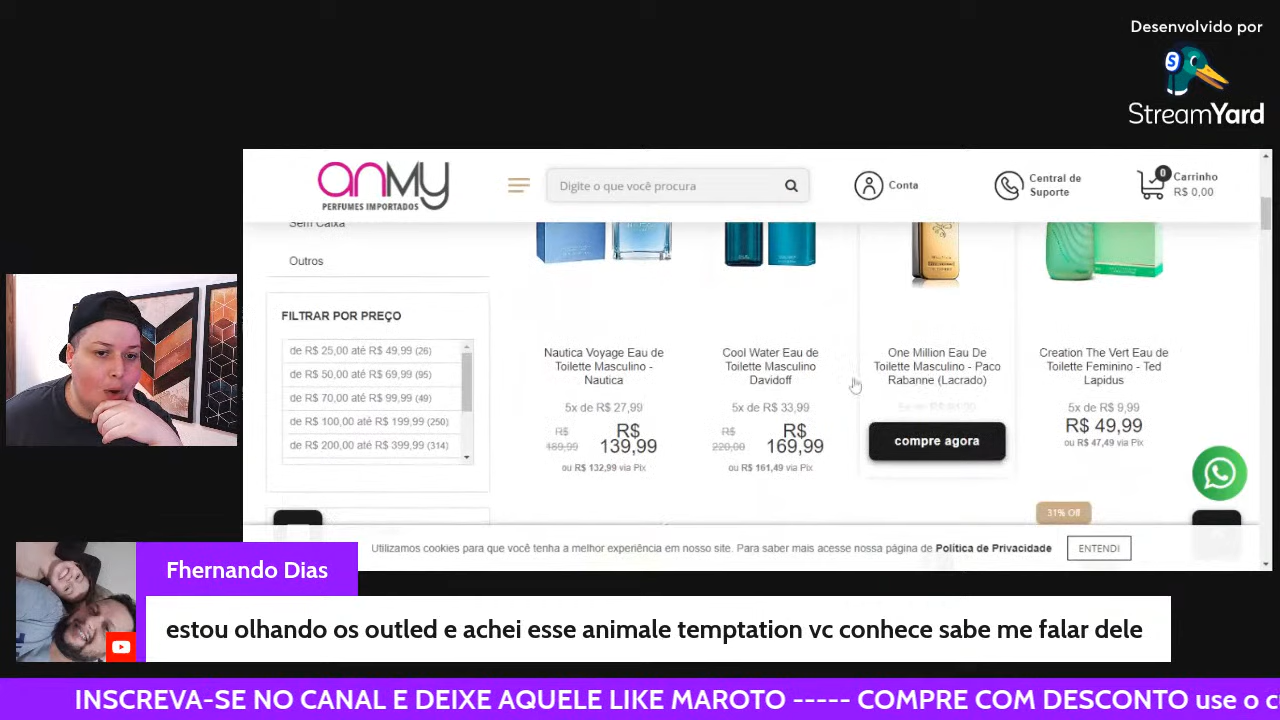 Desenvolvido por
StreamYard
anMy
PERFUMES IMPORTADOS
Digite o que você procura
Conta
Central de
Suporte
0
Carrinho
R$ 0,00
Sem Caixa
Outros
FILTRAR POR PREÇO
de R$ 25,00 até R$ 49,99 (26)
de R$ 50,00 até R$ 69,99 (95)
de R$ 70,00 até R$ 99,99 (49)
de R$ 100,00 até R$ 199,99 (250)
de R$ 200,00 até R$ 399,99 (314)
Nautica Voyage Eau de
Toilette Masculino -
Nautica
5x de R$ 27,99
R$ 189,99
R$ 139,99
ou R$ 132,99 via Pix
Cool Water Eau de
Toilette Masculino
Davidoff
5x de R$ 33,99
R$ 220,00
R$ 169,99
ou R$ 161,49 via Pix
One Million Eau De
Toilette Masculino - Paco
Rabanne (Lacrado)
compre agora
Creation The Vert Eau de
Toilette Feminino - Ted
Lapidus
5x de R$ 9,99
R$ 49,99
ou R$ 47,49 via Pix
31% Off
Utilizamos cookies para que você tenha a melhor experiência em nosso site. Para saber mais acesse nossa página de Política de Privacidade
ENTENDI
Fhernando Dias
estou olhando os outled e achei esse animale temptation vc conhece sabe me falar dele
INSCREVA-SE NO CANAL E DEIXE AQUELE LIKE MAROTO ----- COMPRE COM DESCONTO use o c